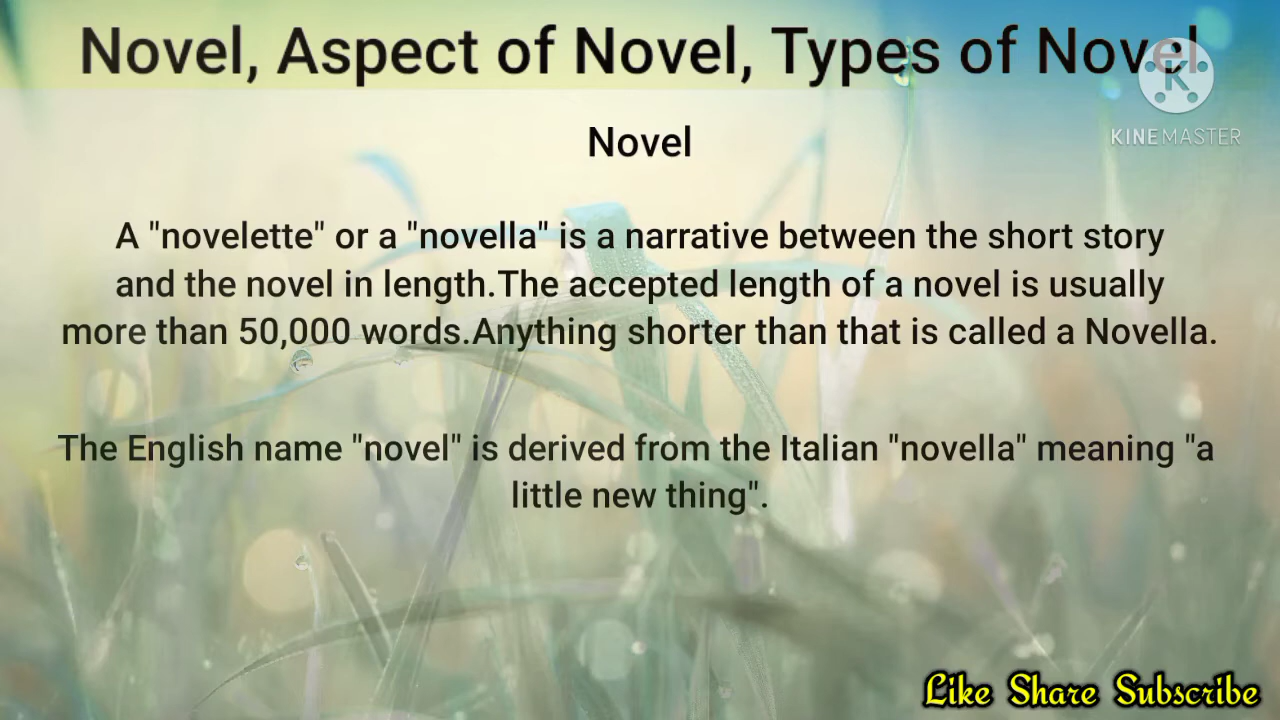 Novel, Aspect of Novel, Types of Novel
KINEMASTER
Novel
A "novelette" or a "novella" is a narrative between the short story
and the novel in length.The accepted length of a novel is usually
more than 50,000 words.Anything shorter than that is called a Novella.
The English name "novel" is derived from the Italian "novella" meaning "a
little new thing".
Like Share Subscribe